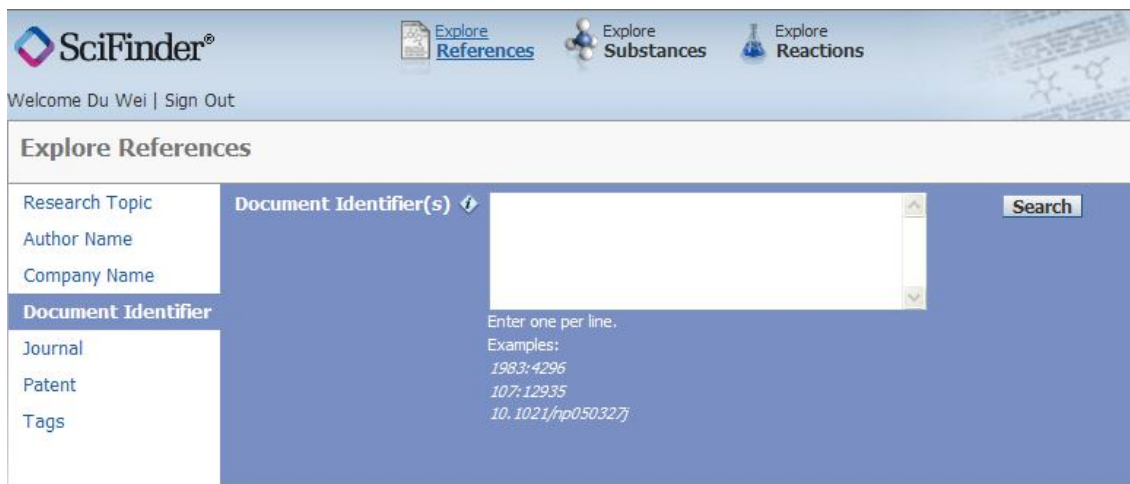 SciFinder®
Explore References
Explore Substances
Explore Reactions
Welcome Du Wei | Sign Out
Explore References
Research Topic
Author Name
Company Name
Document Identifier
Journal
Patent
Tags
Document Identifier(s)
Search
Enter one per line.
Examples:
1983:4296
107:12935
10.1021/np050327j